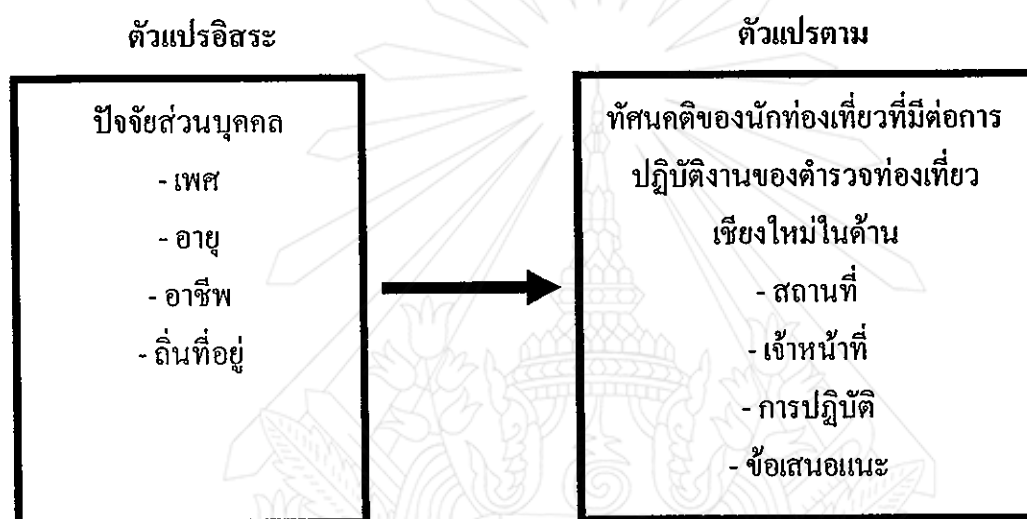 ตัวแปรอิสระ
ตัวแปรตาม
ปัจจัยส่วนบุคคล
- เพศ
- อายุ
- อาชีพ
- ถิ่นที่อยู่
ทัศนคติของนักท่องเที่ยวที่มีต่อการ
ปฏิบัติงานของตำรวจท่องเที่ยว
เชียงใหม่ในด้าน
- สถานที่
- เจ้าหน้าที่
- การปฏิบัติ
- ข้อเสนอแนะ